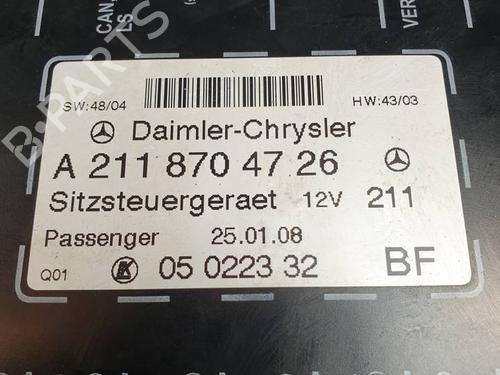 CAN,
LS
VER
SW:48/04
HW:43/03
Daimler-Chrysler
A 211 870 47 26
Sitzsteuergeraet 12V 211
Passenger 25.01.08
Q01 K 05 0223 32 BF
B-PARTS